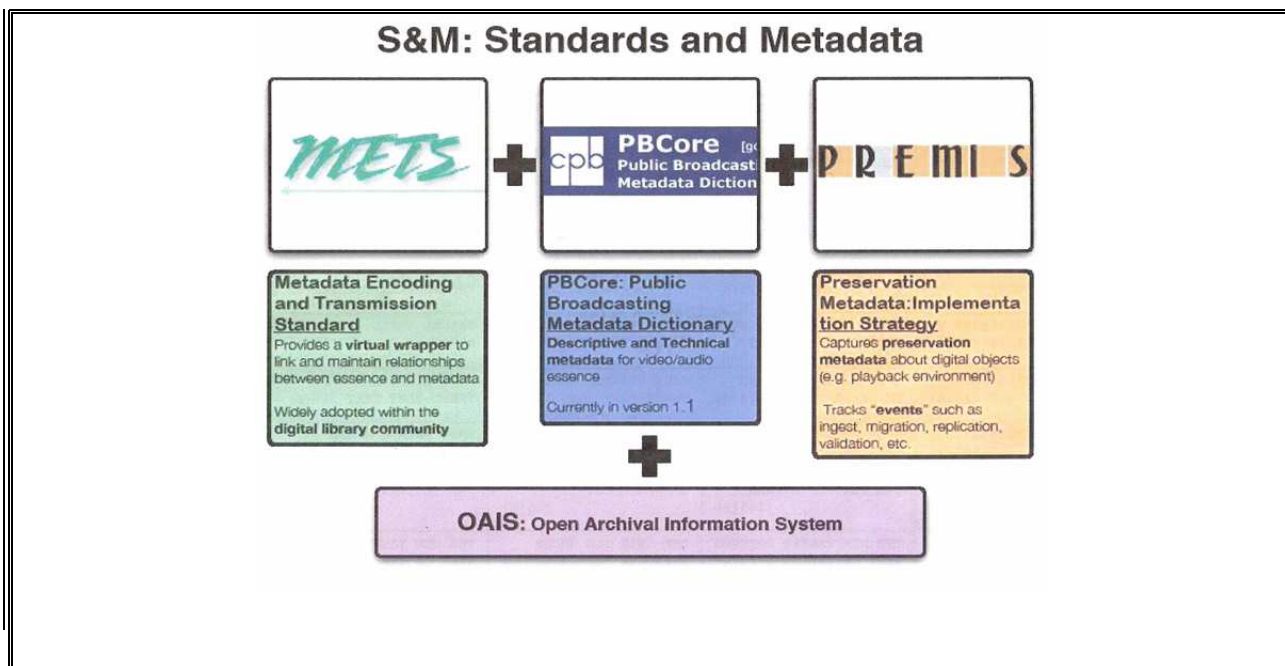 S&M: Standards and Metadata
METS
cpb
PBCore
Public Broadcast
Metadata Diction
PREMIS
Metadata Encoding
and Transmission
Standard
Provides a virtual wrapper to
link and maintain relationships
between essence and metadata
Widely adopted within the
digital library community
PBCore: Public
Broadcasting
Metadata Dictionary
Descriptive and Technical
metadata for video/audio
essence
Currently in version 1.1
Preservation
Metadata:Implementa
tion Strategy
Captures preservation
metadata about digital objects
(e.g. playback environment)
Tracks "events" such as
ingest, migration, replication,
validation, etc.
OAIS: Open Archival Information System